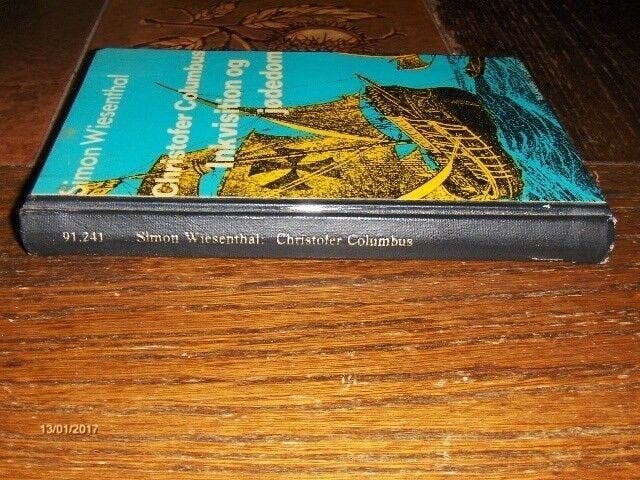 Simon Wiesenthal
Christofer Columbus
Inkvisition og
jødedom
91.241 Simon Wiesenthal: Christofer Columbus
13/01/2017